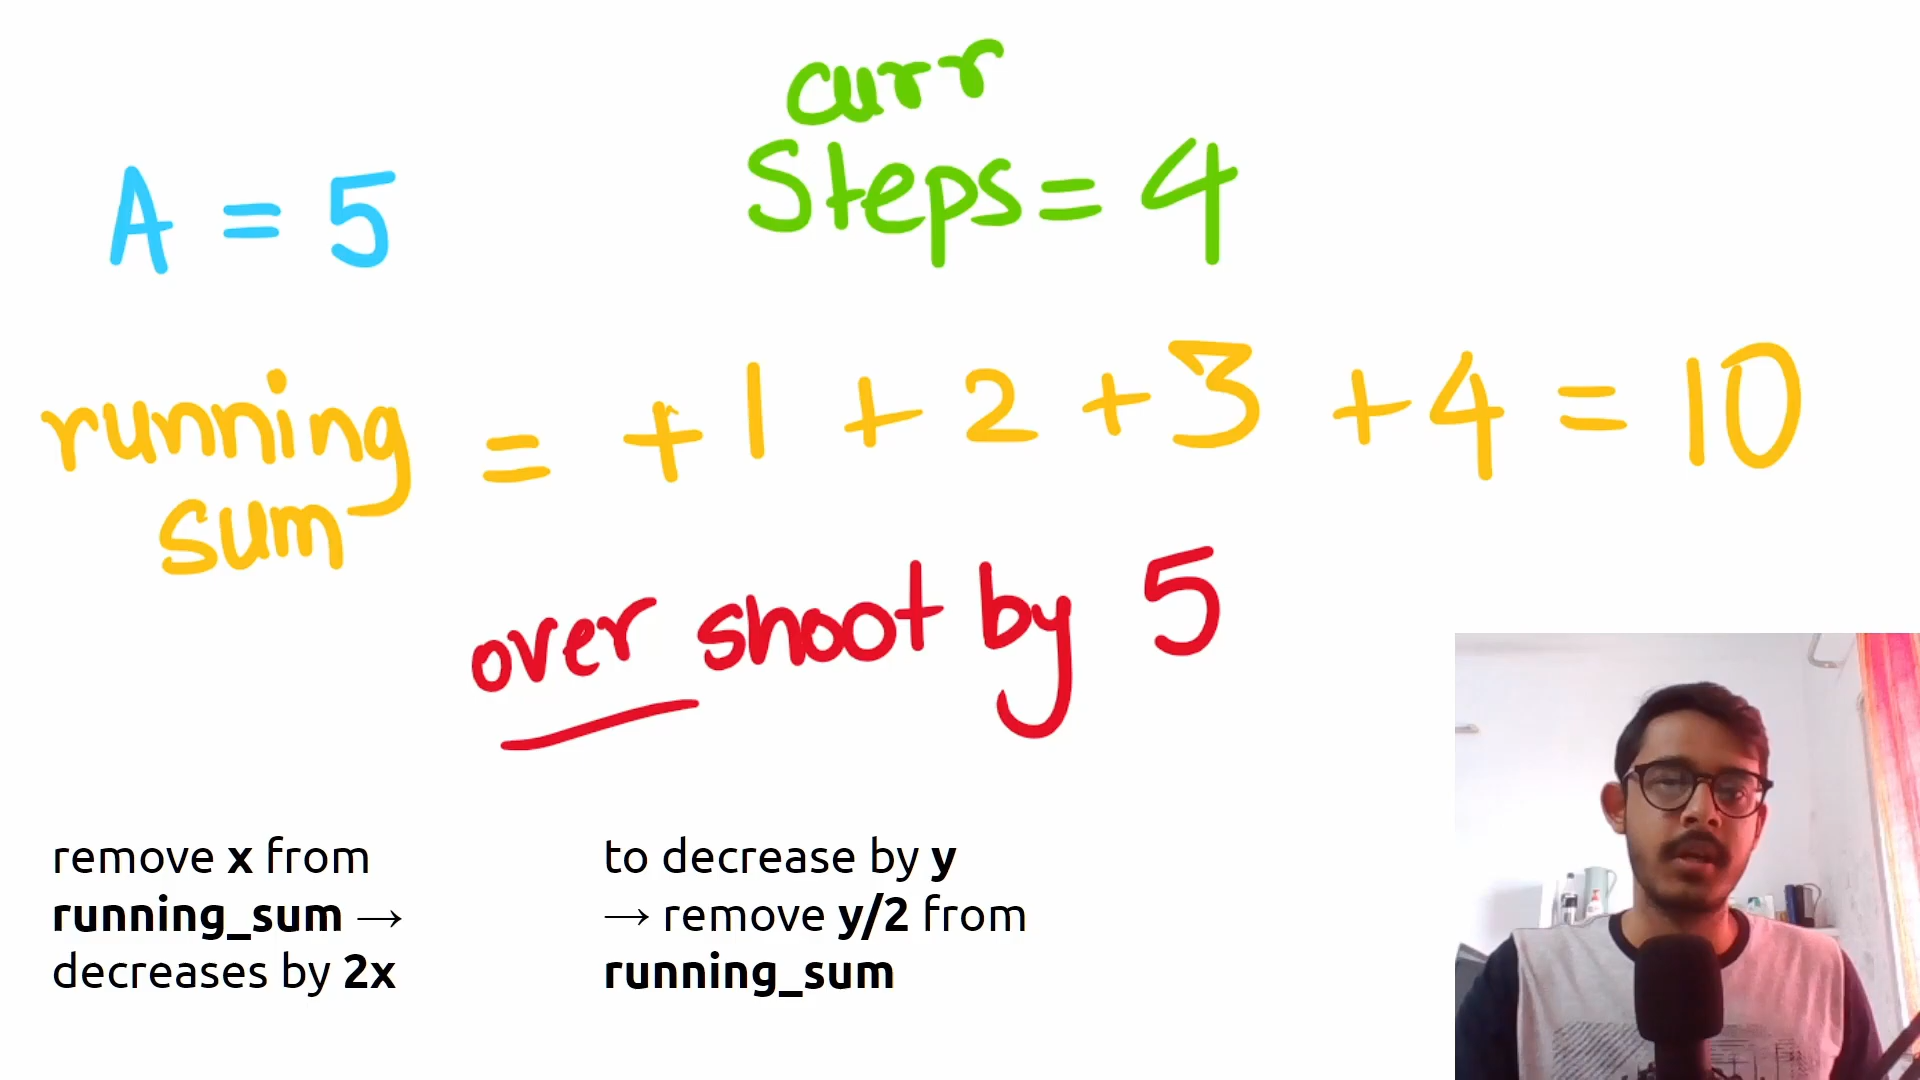 curr
A = 5
Steps = 4
running sum = +1 + 2 + 3 + 4 = 10
over shoot by 5
remove x from
running_sum →
decreases by 2x
to decrease by y
→ remove y/2 from
running_sum